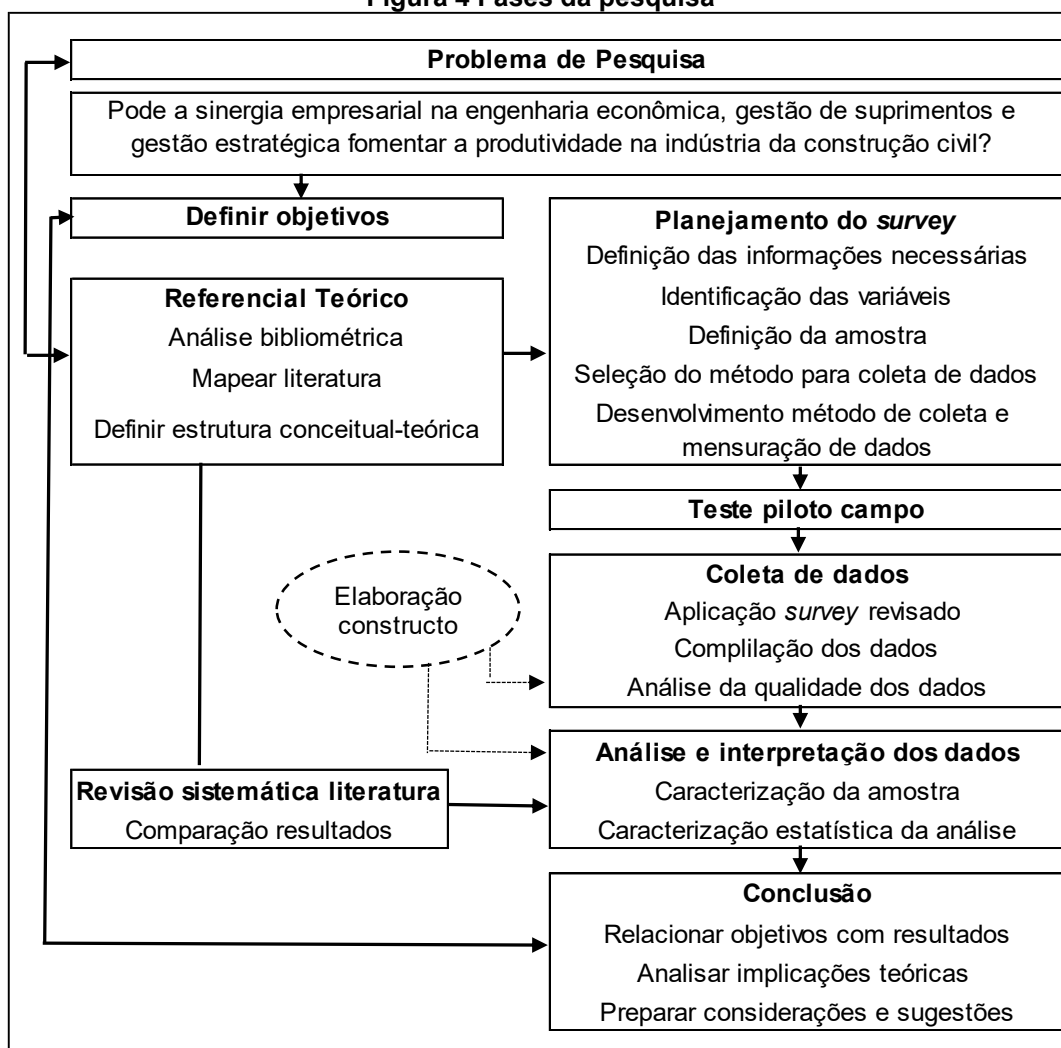 Figura 4 Fases da pesquisa
Problema de Pesquisa
Pode a sinergia empresarial na engenharia econômica, gestão de suprimentos e
gestão estratégica fomentar a produtividade na indústria da construção civil?
Definir objetivos
Referencial Teórico
Análise bibliométrica
Mapear literatura
Definir estrutura conceitual-teórica
Planejamento do survey
Definição das informações necessárias
Identificação das variáveis
Definição da amostra
Seleção do método para coleta de dados
Desenvolvimento método de coleta e
mensuração de dados
Teste piloto campo
Elaboração
constructo
Coleta de dados
Aplicação survey revisado
Complilação dos dados
Análise da qualidade dos dados
Revisão sistemática literatura
Comparação resultados
Análise e interpretação dos dados
Caracterização da amostra
Caracterização estatística da análise
Conclusão
Relacionar objetivos com resultados
Analisar implicações teóricas
Preparar considerações e sugestões